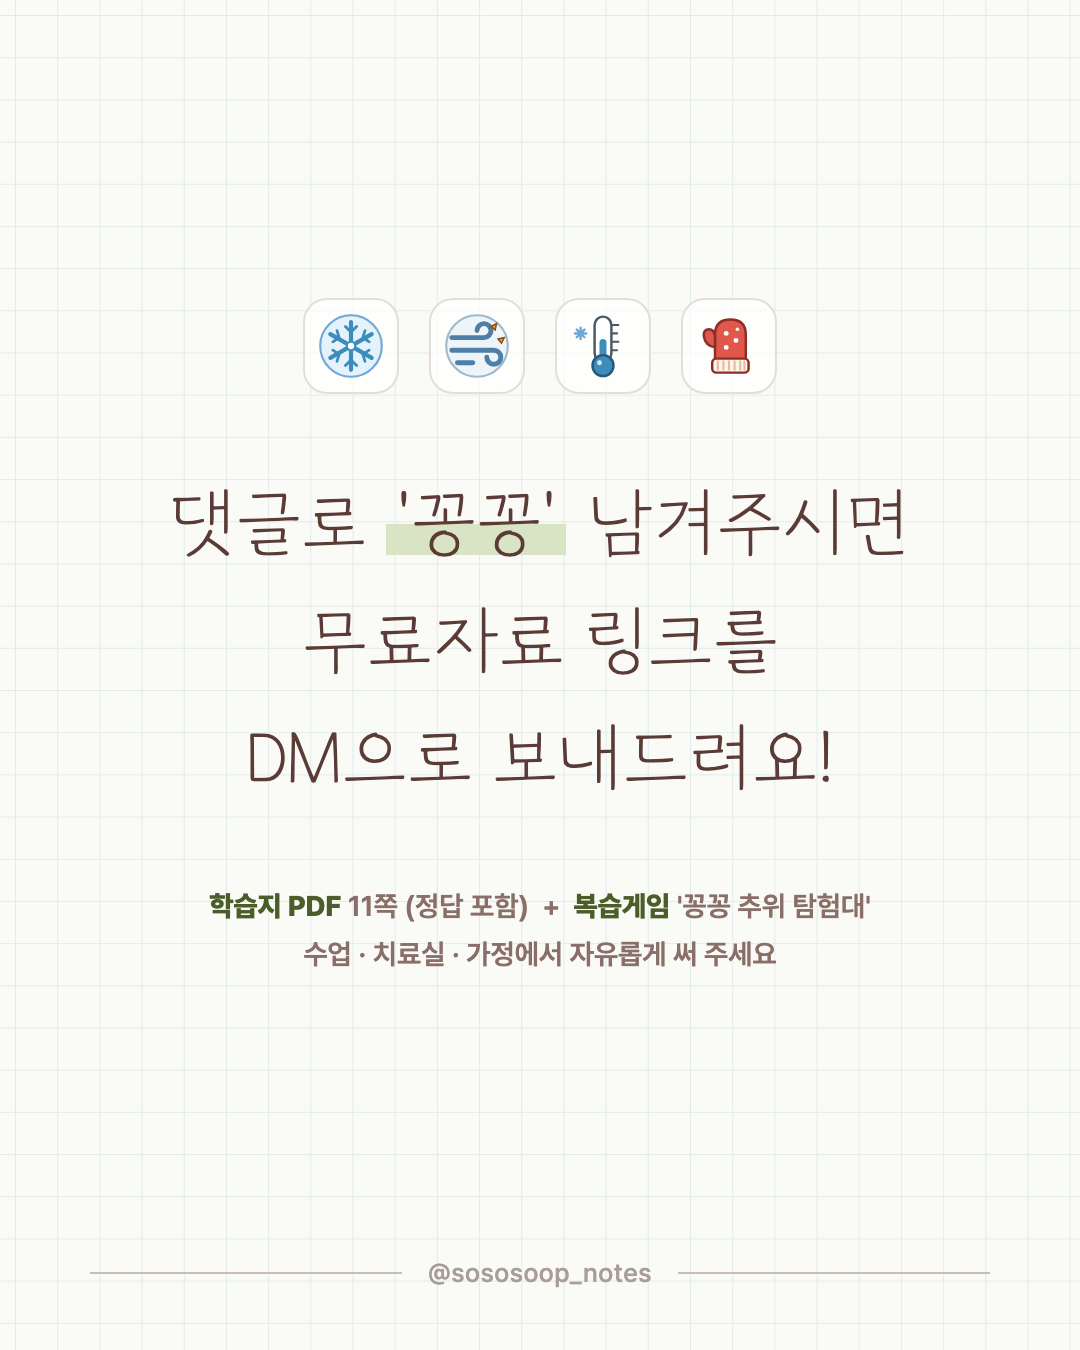 댓글로 '꽁꽁' 남겨주시면
무료자료 링크를
DM으로 보내드려요!
학습지 PDF 11쪽 (정답 포함) + 복습게임 '꽁꽁 추위 탐험대'
수업 · 치료실 · 가정에서 자유롭게 써 주세요
@sososoop_notes